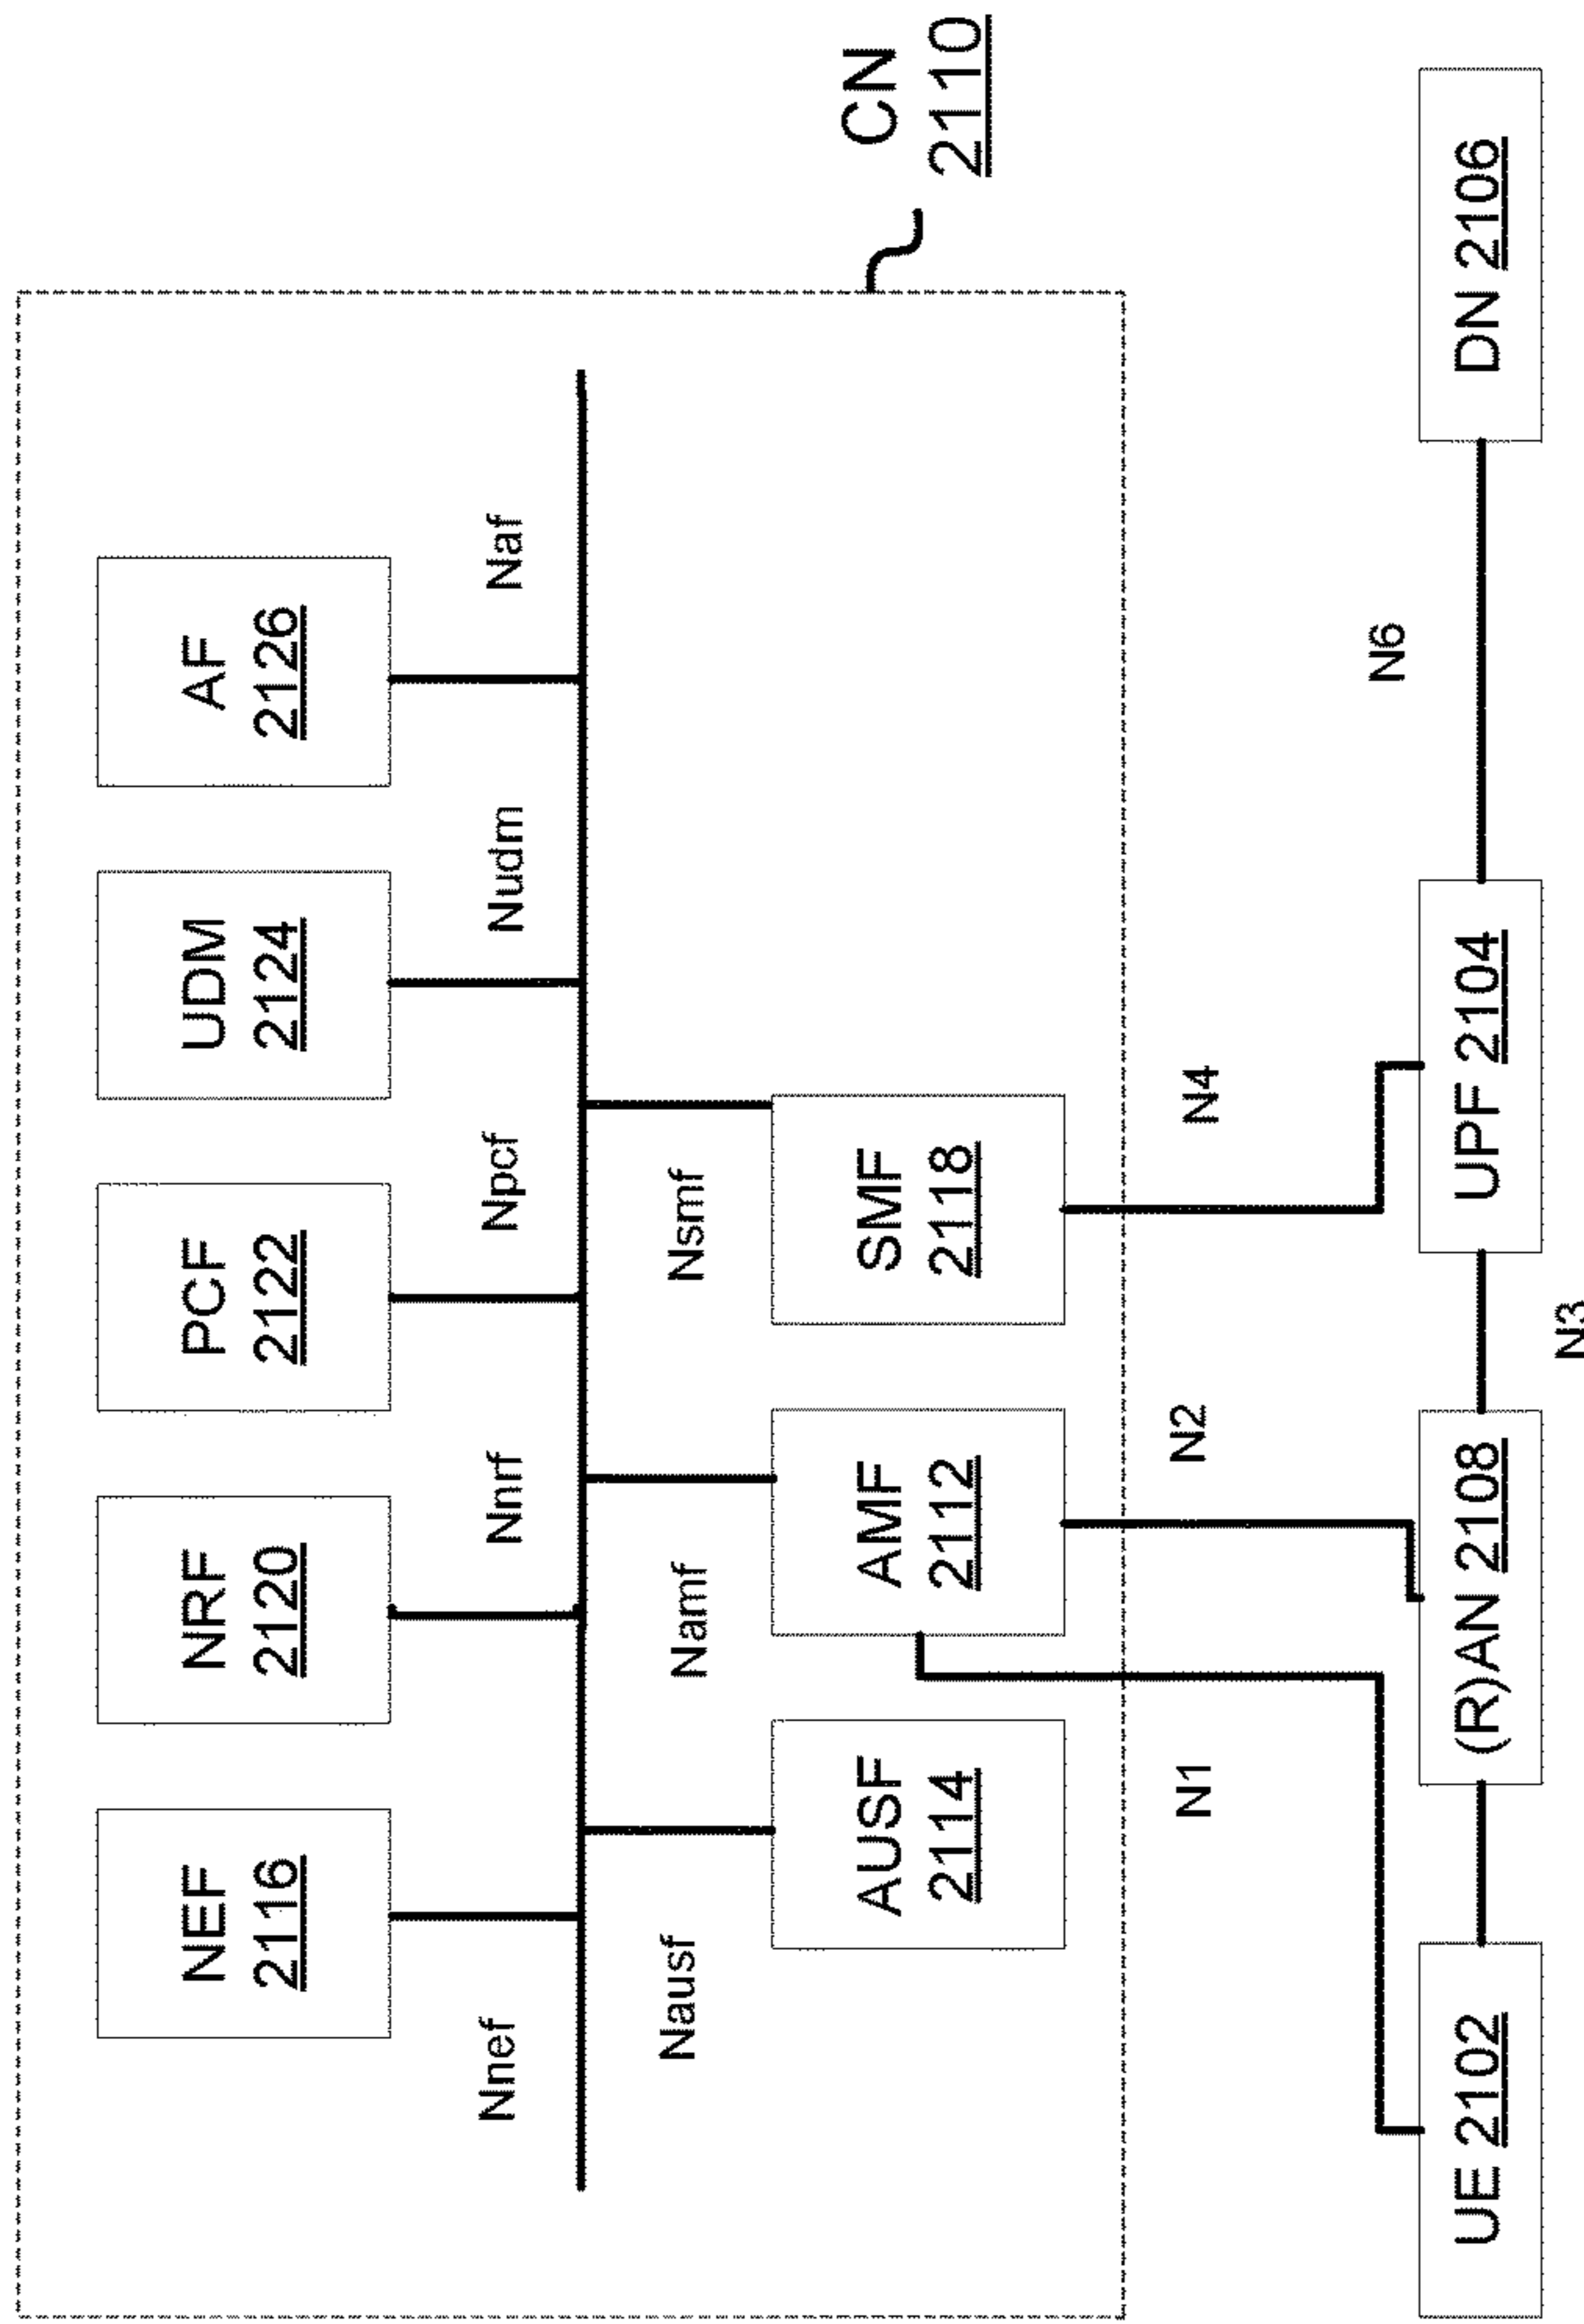 NEF
2116
NRF
2120
PCF
2122
UDM
2124
AF
2126
Nnef
Nnrf
Npcf
Nudm
Naf
Nausf
Namf
Nsmf
AUSF
2114
AMF
2112
SMF
2118
CN
2110
N1
N2
N4
N6
UE 2102
(R)AN 2108
UPF 2104
DN 2106
N3